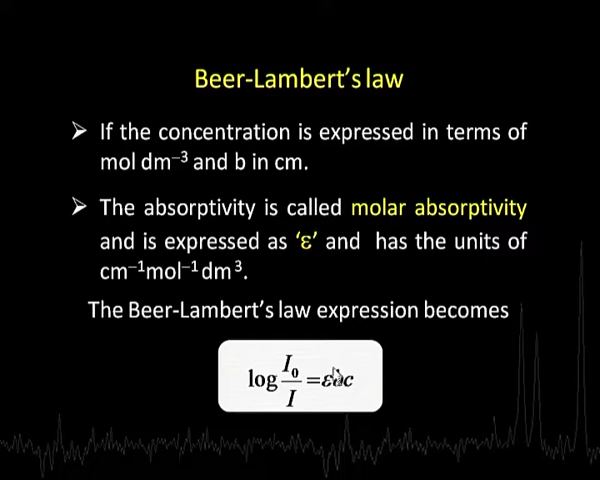 Beer-Lambert's law
➢ If the concentration is expressed in terms of
mol dm⁻³ and b in cm.
➢ The absorptivity is called molar absorptivity
and is expressed as 'ε' and has the units of
cm⁻¹mol⁻¹dm³.
The Beer-Lambert's law expression becomes
log I₀/I = εbc